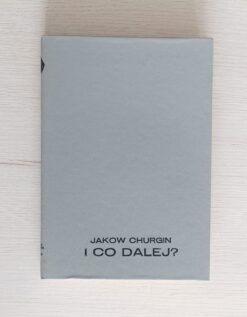 JAKOW CHURGIN
I CO DALEJ?